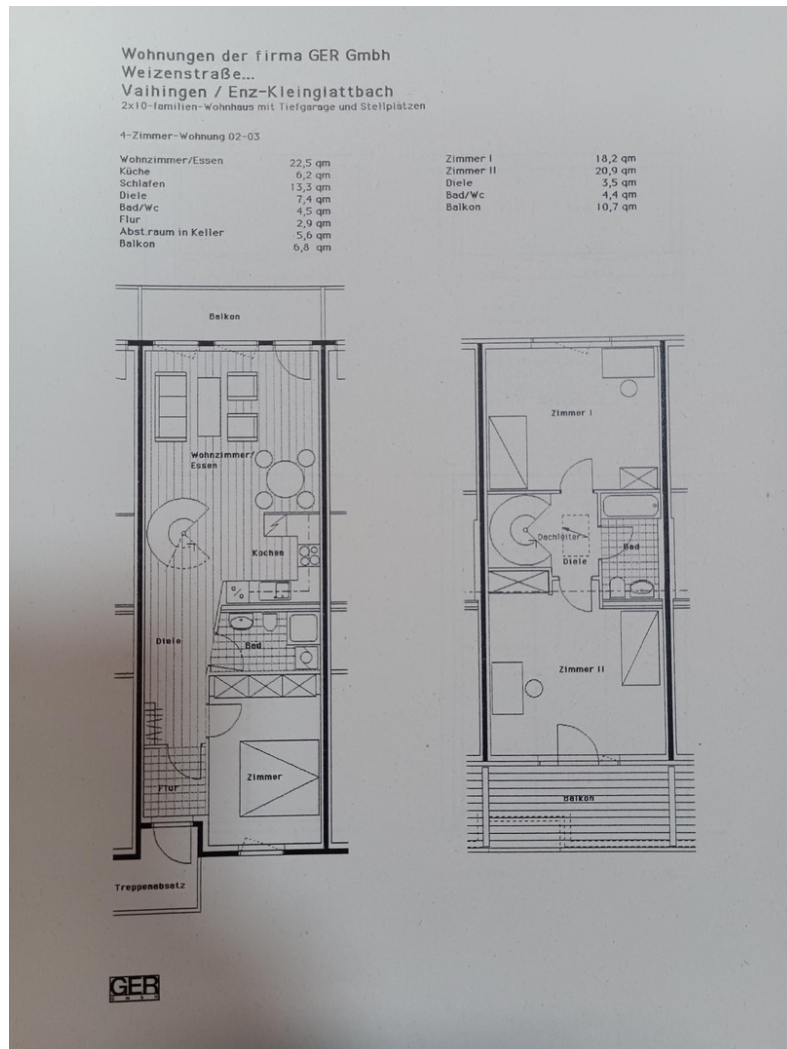 Wohnungen der firma GER Gmbh
Weizenstraße...
Vaihingen / Enz-Kleinglattbach
2x10-familien-Wohnhaus mit Tiefgarage und Stellplätzen
4-Zimmer-Wohnung 02-03
Wohnzimmer/Essen 22,5 qm
Küche 6,2 qm
Schlafen 13,3 qm
Diele 7,4 qm
Bad/Wc 4,5 qm
Flur 2,9 qm
Abst.raum in Keller 5,6 qm
Balkon 6,8 qm
Zimmer I 18,2 qm
Zimmer II 20,9 qm
Diele 3,5 qm
Bad/Wc 4,4 qm
Balkon 10,7 qm
Balkon
Wohnzimmer/
Essen
Kochen
Diele
Bad
Zimmer
Flur
Treppenabsatz
Zimmer I
Dachleiter
Diele
Bad
Zimmer II
Balkon
GER
GMBH